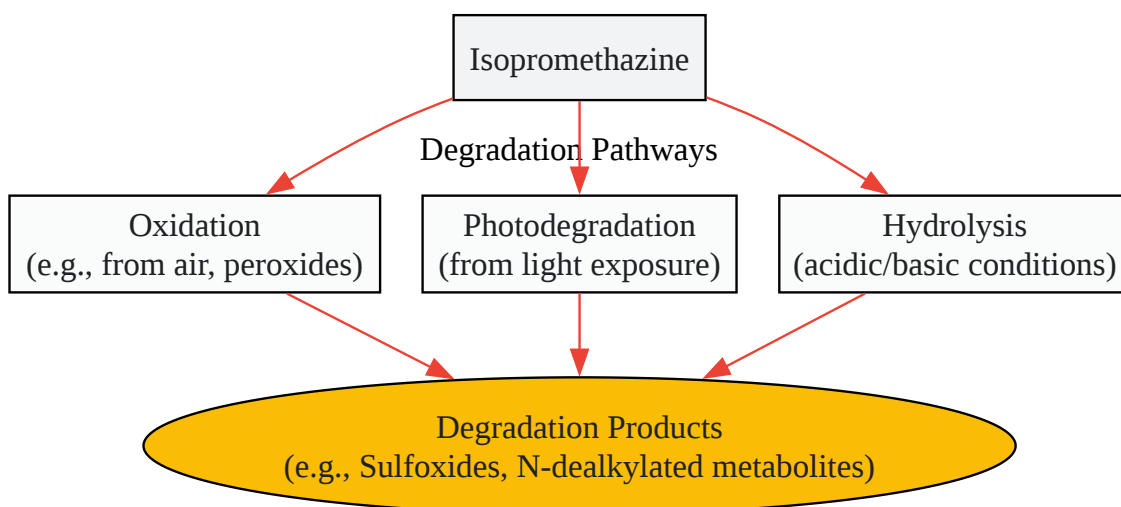 Isopromethazine
Degradation Pathways
Oxidation
(e.g., from air, peroxides)
Photodegradation
(from light exposure)
Hydrolysis
(acidic/basic conditions)
Degradation Products
(e.g., Sulfoxides, N-dealkylated metabolites)